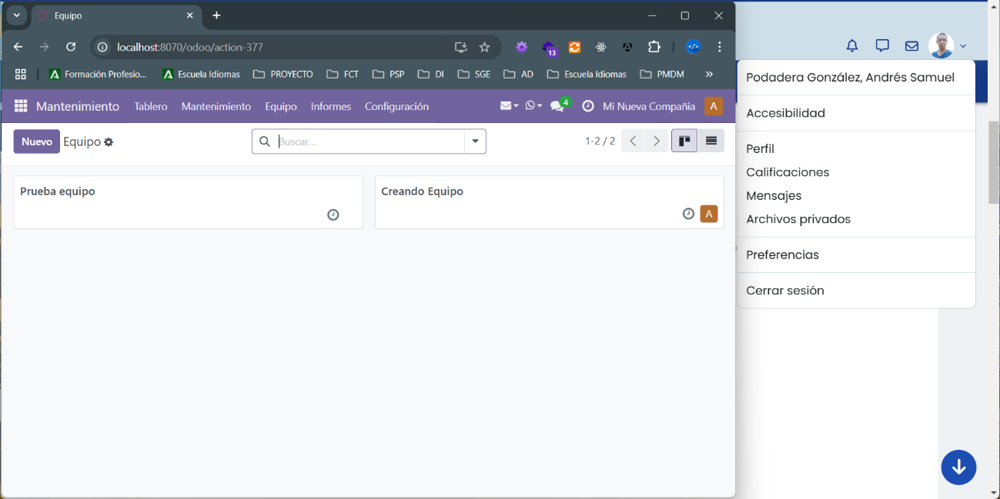 Equipo
localhost:8070/odoo/action-377
13
Formación Profesio...
Escuela Idiomas
PROYECTO
FCT
PSP
DI
SGE
AD
Escuela Idiomas
PMDM
Mantenimiento
Tablero
Mantenimiento
Equipo
Informes
Configuración
4
Mi Nueva Compañia
A
Nuevo
Equipo
Buscar...
1-2 / 2
Prueba equipo
Creando Equipo
A
Podadera González, Andrés Samuel
Accesibilidad
Perfil
Calificaciones
Mensajes
Archivos privados
Preferencias
Cerrar sesión